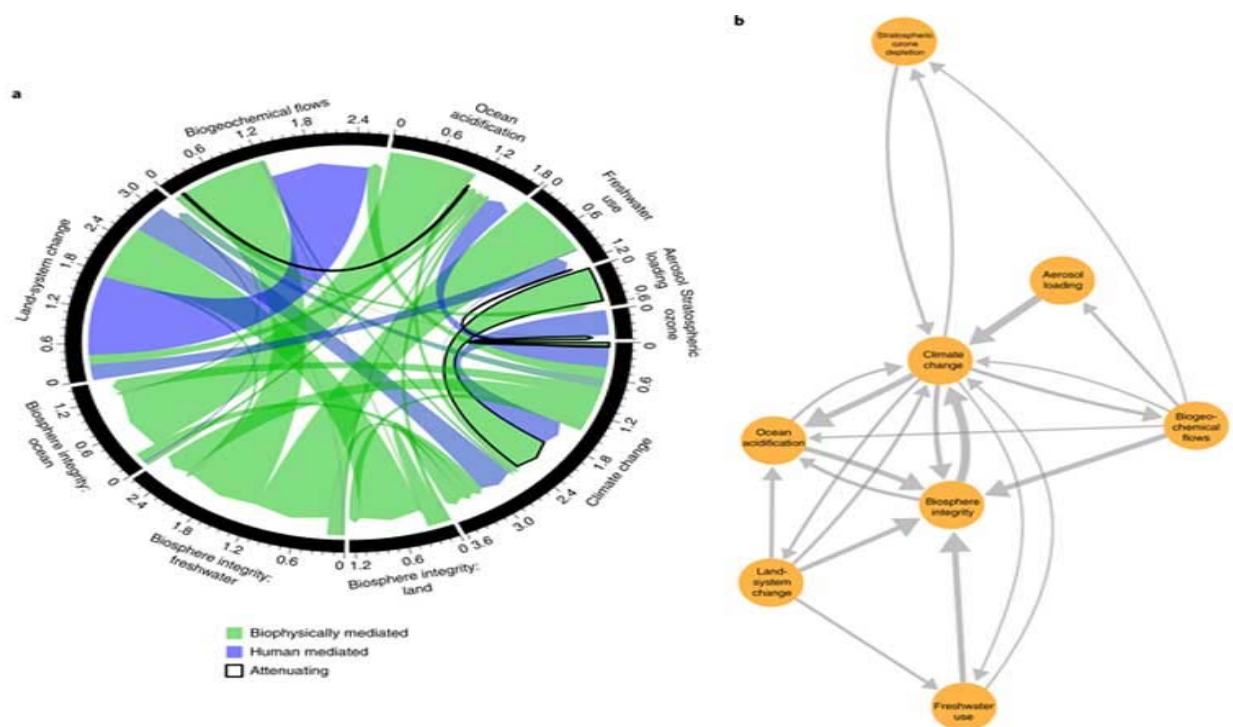 a
Biogeochemical flows
0
0.6
1.2
1.8
2.4
Ocean
acidification
0
0.6
1.2
1.8
Freshwater
use
0
0.6
1.2
Aerosol
loading
0
0.6
Stratospheric
ozone
0
Climate change
0
0.6
1.2
1.8
2.4
3.0
3.6
Biosphere integrity:
land
0
0.6
1.2
Biosphere integrity:
freshwater
0
0.6
1.2
1.8
2.4
Biosphere integrity:
ocean
0
0.6
1.2
Land-system change
0
0.6
1.2
1.8
2.4
3.0
Biophysically mediated
Human mediated
Attenuating
b
Stratospheric
ozone
depletion
Aerosol
loading
Climate
change
Biogeo-
chemical
flows
Ocean
acidification
Biosphere
integrity
Land-
system
change
Freshwater
use